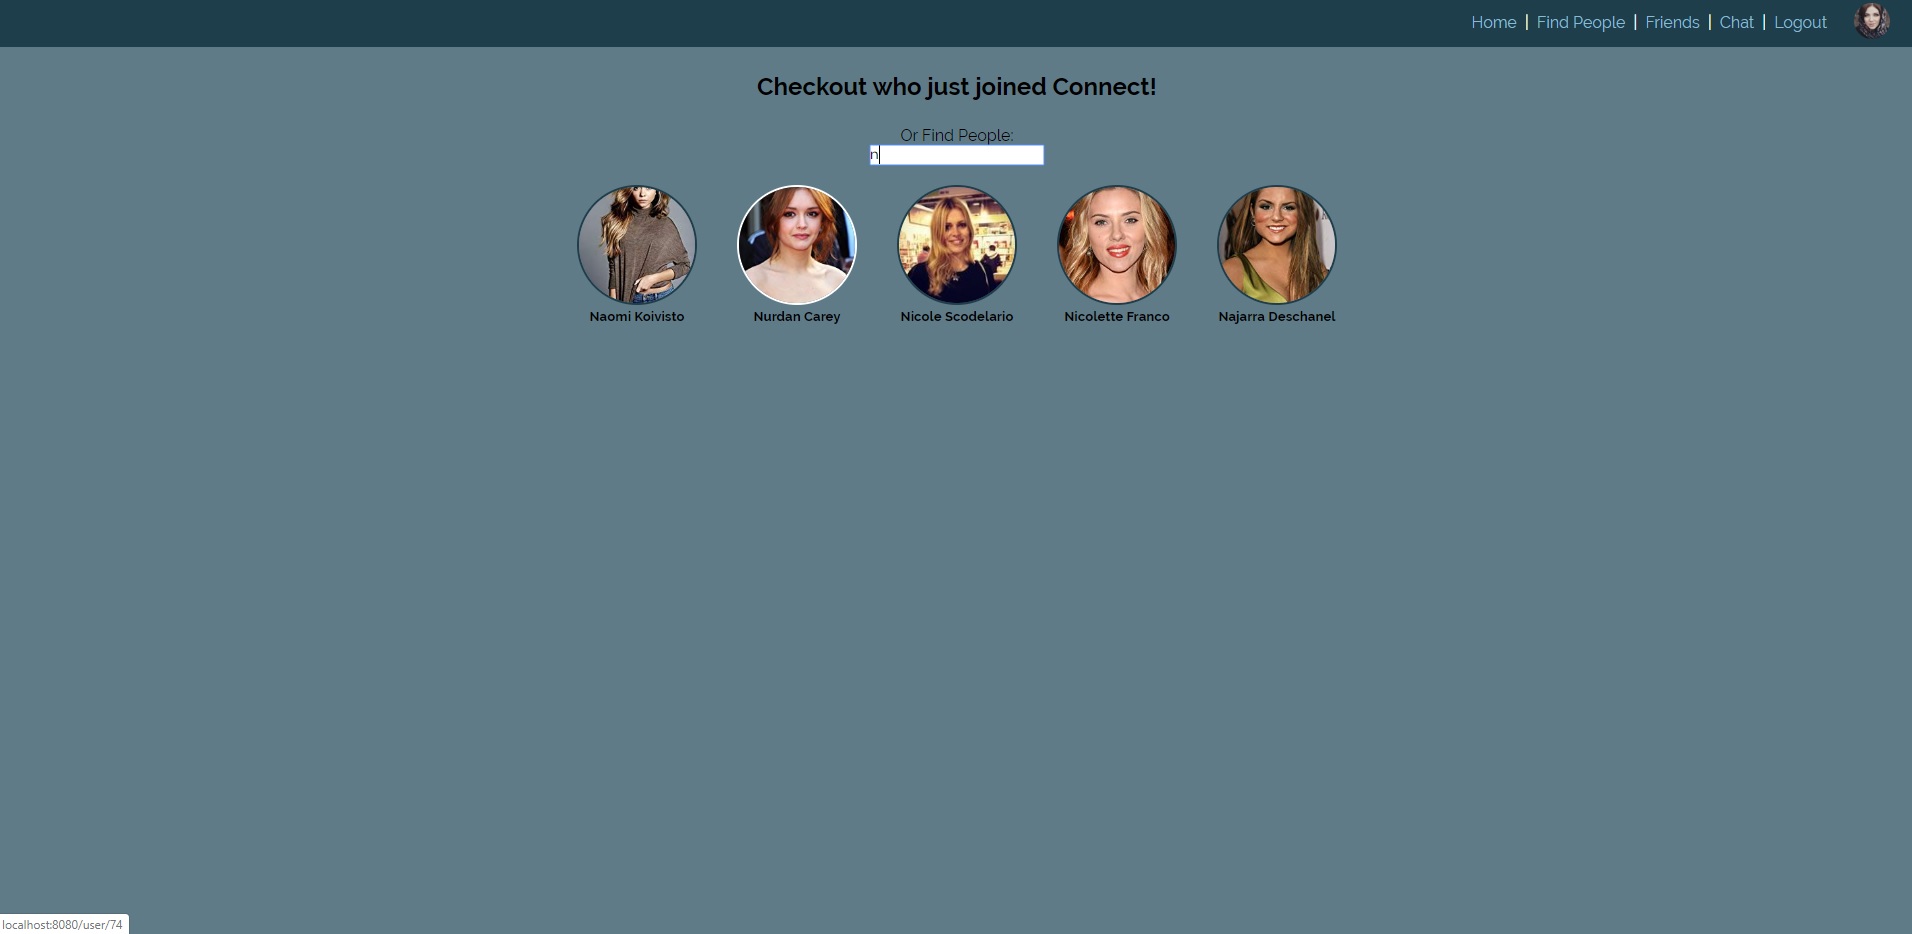 Home | Find People | Friends | Chat | Logout
Checkout who just joined Connect!
Or Find People:
n
Naomi Koivisto
Nurdan Carey
Nicole Scodelario
Nicolette Franco
Najarra Deschanel
localhost:8080/user/74